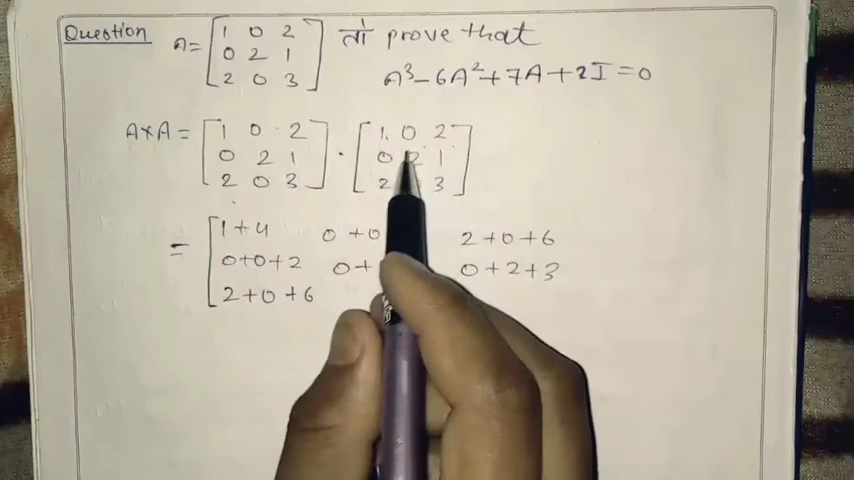 Question A = [1 0 2 तो prove that
0 2 1
2 0 3] A³ - 6A² + 7A + 2I = 0
A×A = [1 0 2 · [1 0 2
0 2 1 0 2 1
2 0 3] 2 3]
= [1+4 0+0 2+0+6
0+0+2 0+ 0+2+3
2+0+6